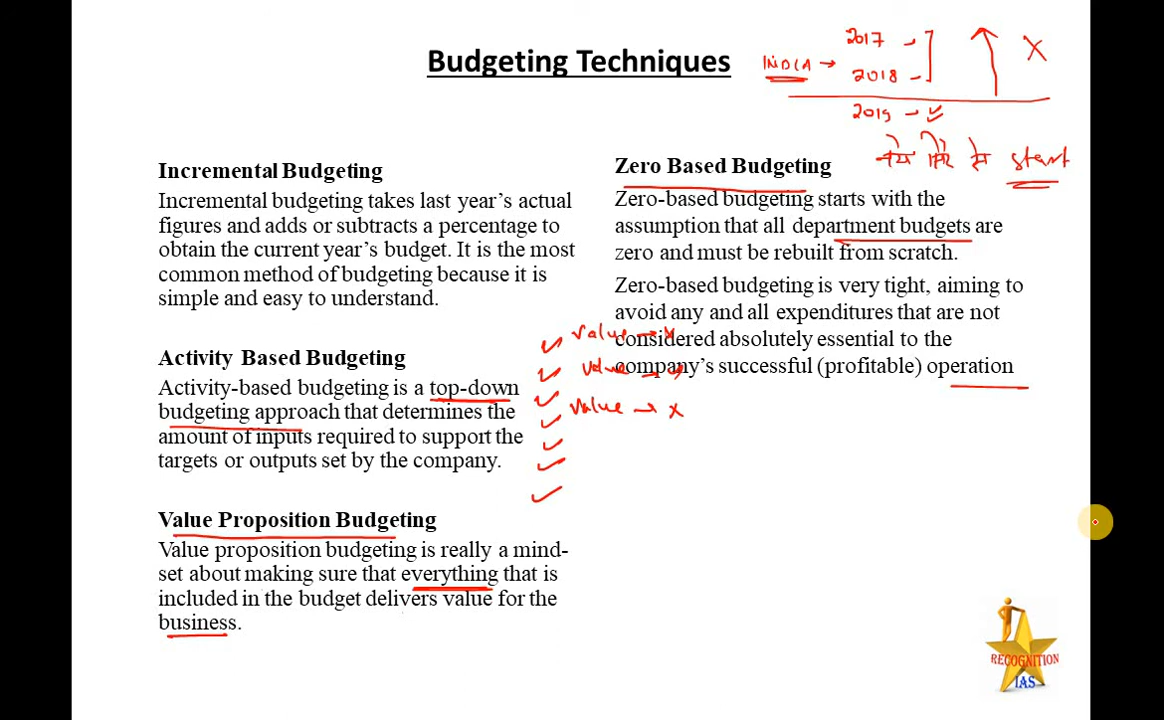 Budgeting Techniques
INDIA → 2017
2018
2019
X
नये सिरे से start
Incremental Budgeting
Incremental budgeting takes last year's actual
figures and adds or subtracts a percentage to
obtain the current year's budget. It is the most
common method of budgeting because it is
simple and easy to understand.
Activity Based Budgeting
Activity-based budgeting is a top-down
budgeting approach that determines the
amount of inputs required to support the
targets or outputs set by the company.
Value Proposition Budgeting
Value proposition budgeting is really a mind-
set about making sure that everything that is
included in the budget delivers value for the
business.
value → x
value →
value → x
Zero Based Budgeting
Zero-based budgeting starts with the
assumption that all department budgets are
zero and must be rebuilt from scratch.
Zero-based budgeting is very tight, aiming to
avoid any and all expenditures that are not
considered absolutely essential to the
company's successful (profitable) operation
RECOGNITION
IAS